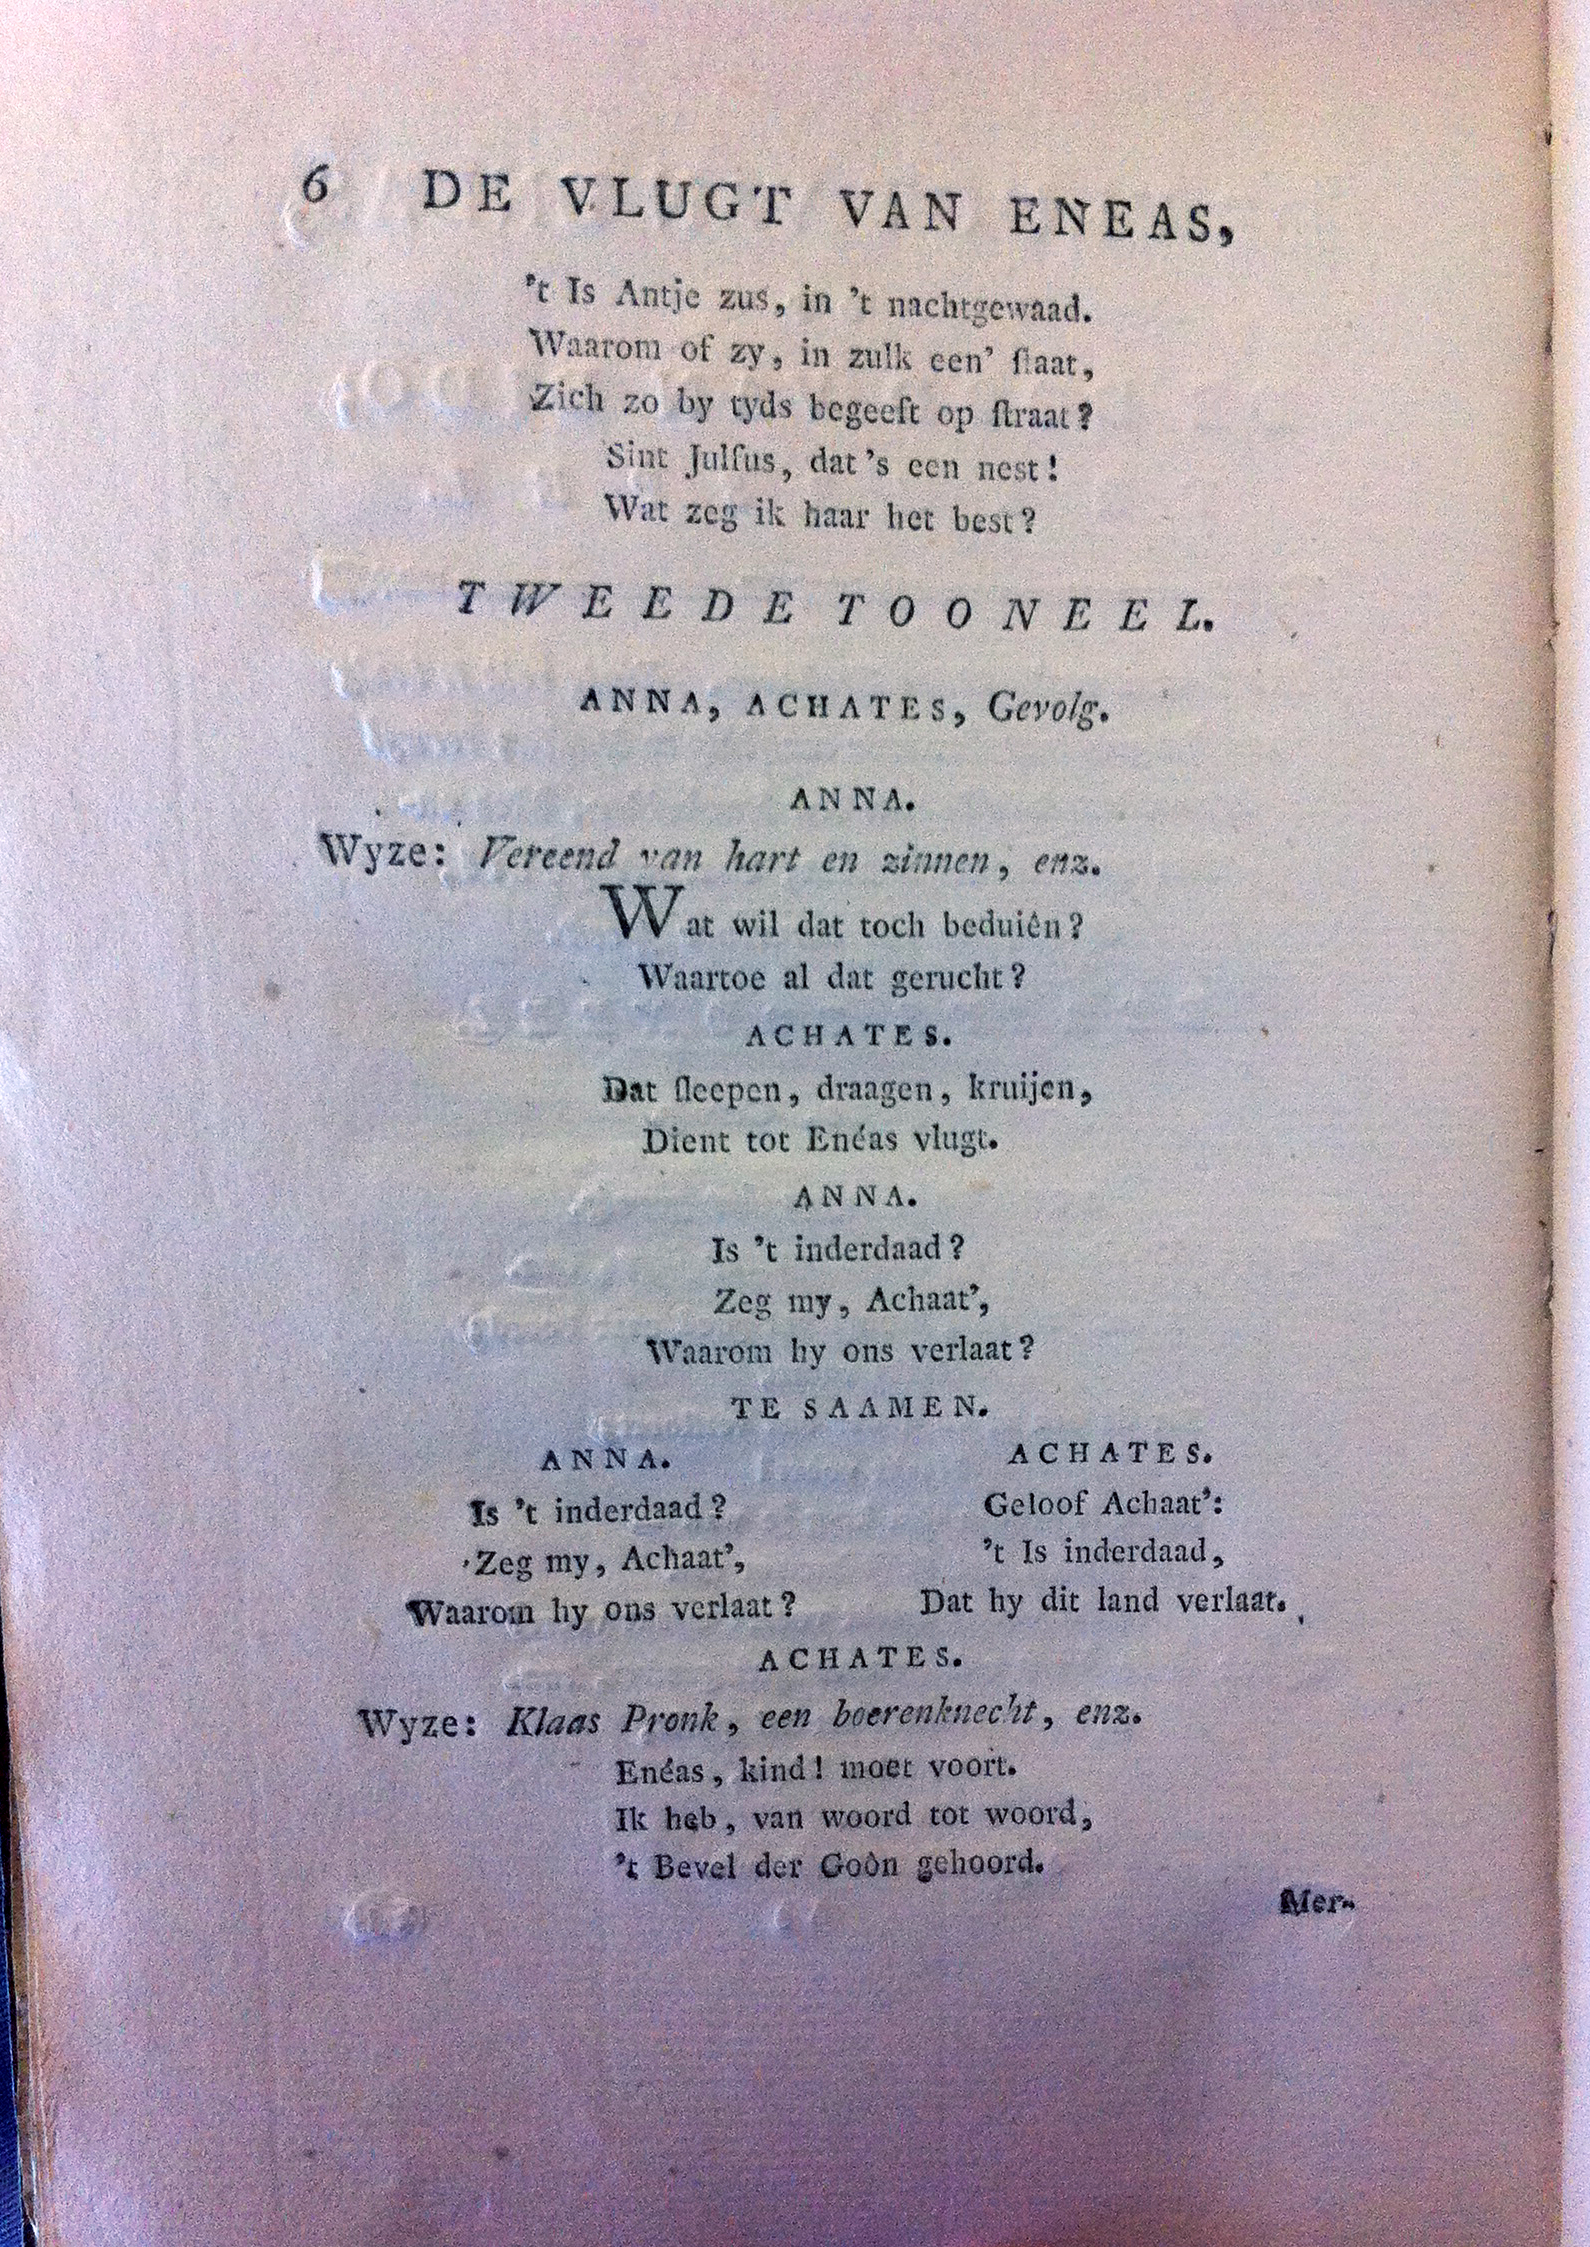 6 DE VLUGT VAN ENEAS,
't Is Antje zus, in 't nachtgewaad.
Waarom of zy, in zulk een' ſtaat,
Zich zo by tyds begeeft op ſtraat?
Sint Julſus, dat's een nest!
Wat zeg ik haar het best?
TWEEDE TOONEEL.
ANNA, ACHATES, Gevolg.
ANNA.
Wyze: Vereend van hart en zinnen, enz.
Wat wil dat toch beduiên?
Waartoe al dat gerucht?
ACHATES.
Dat ſleepen, draagen, kruijen,
Dient tot Enéas vlugt.
ANNA.
Is 't inderdaad?
Zeg my, Achaat',
Waarom hy ons verlaat?
TE SAAMEN.
ANNA.
Is 't inderdaad?
Zeg my, Achaat',
Waarom hy ons verlaat?
ACHATES.
Geloof Achaat':
't Is inderdaad,
Dat hy dit land verlaat.
ACHATES.
Wyze: Klaas Pronk, een boerenknecht, enz.
Enéas, kind! moet voort.
Ik heb, van woord tot woord,
't Bevel der Goôn gehoord.
Mer-